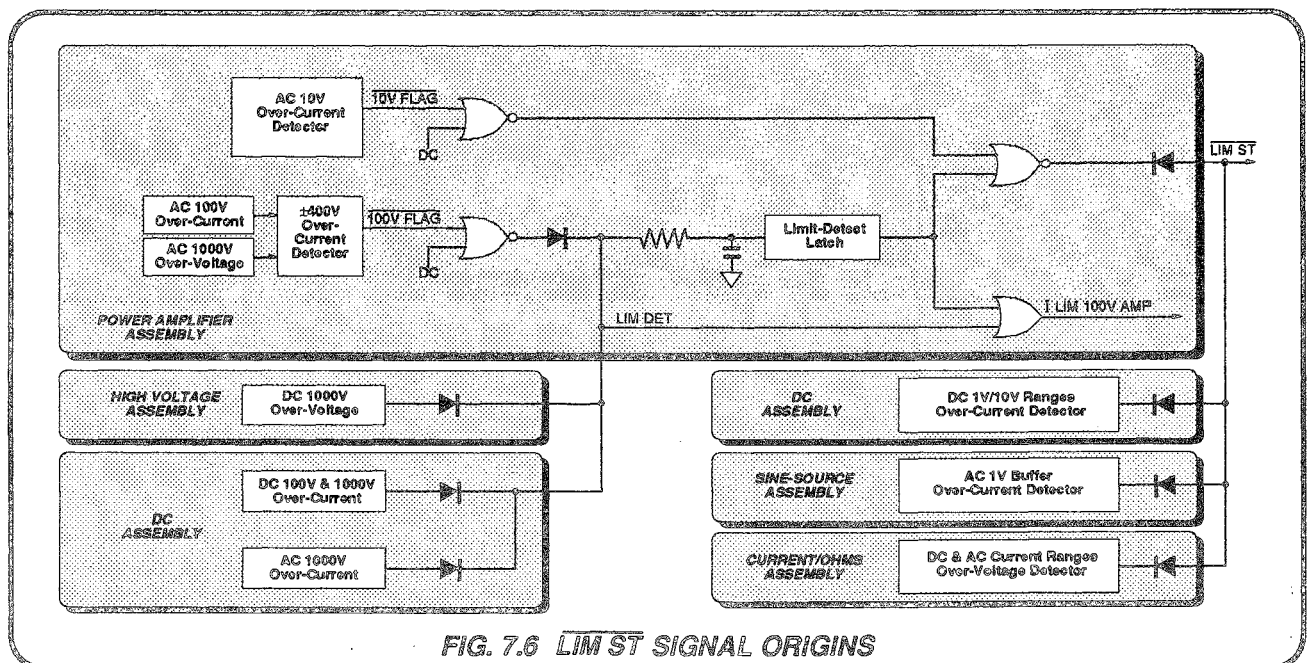 AC 10V
Over-Current
Detector
10V FLAG
DC
LIM ST
AC 100V
Over-Current
AC 1000V
Over-Voltage
±400V
Over-
Current
Detector
100V FLAG
DC
Limit-Detect
Latch
POWER AMPLIFIER
ASSEMBLY
LIM DET
I LIM 100V AMP
HIGH VOLTAGE
ASSEMBLY
DC 1000V
Over-Voltage
DC
ASSEMBLY
DC 100V & 1000V
Over-Current
AC 1000V
Over-Current
DC
ASSEMBLY
DC 1V/10V Ranges
Over-Current Detector
SINE-SOURCE
ASSEMBLY
AC 1V Buffer
Over-Current Detector
CURRENT/OHMS
ASSEMBLY
DC & AC Current Ranges
Over-Voltage Detector
FIG. 7.6 LIM ST SIGNAL ORIGINS